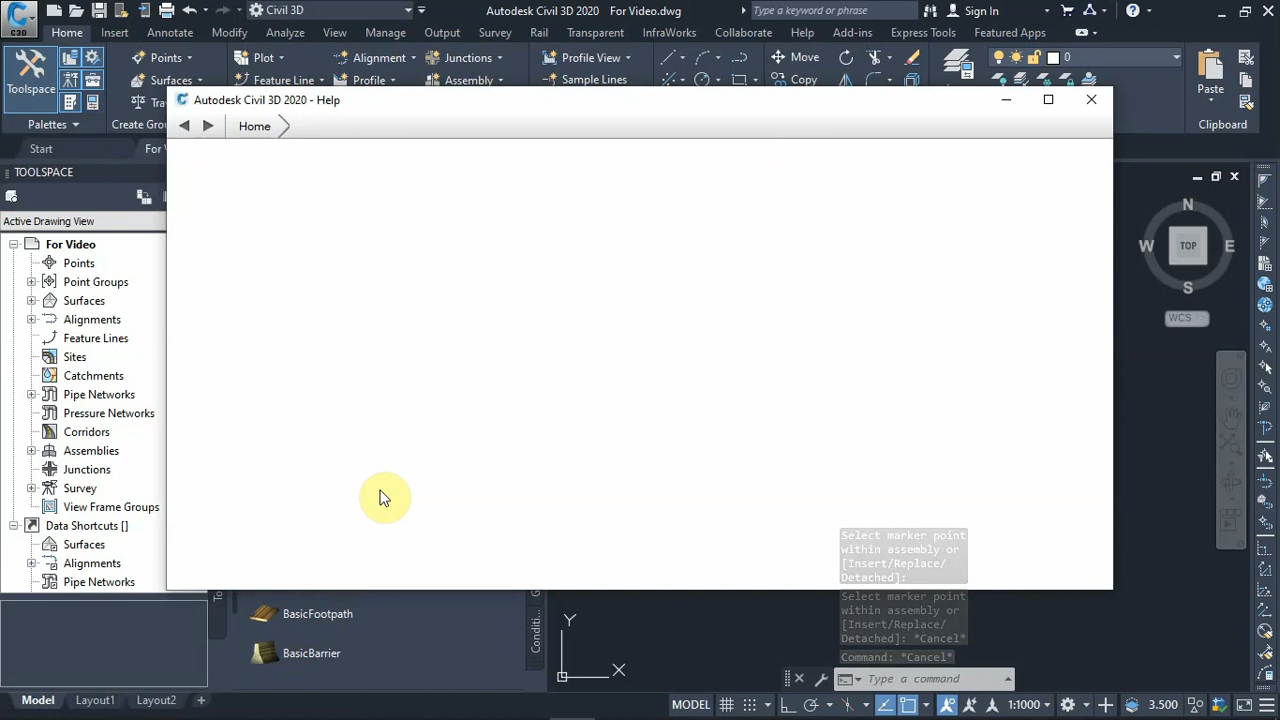 Civil 3D
Autodesk Civil 3D 2020 For Video.dwg
Type a keyword or phrase
Sign In
C3D
Home Insert Annotate Modify Analyze View Manage Output Survey Rail Transparent InfraWorks Collaborate Help Add-ins Express Tools Featured Apps
Toolspace
Points
Plot
Alignment
Junctions
Profile View
Move
0
Paste
Surfaces
Feature Line
Profile
Assembly
Sample Lines
Copy
Palettes
Create
Clipboard
Autodesk Civil 3D 2020 - Help
Home
Start
TOOLSPACE
Active Drawing View
For Video
Points
Point Groups
Surfaces
Alignments
Feature Lines
Sites
Catchments
Pipe Networks
Pressure Networks
Corridors
Assemblies
Junctions
Survey
View Frame Groups
Data Shortcuts []
Surfaces
Alignments
Pipe Networks
N
W TOP E
S
WCS
Select marker point
within assembly or
[Insert/Replace/
Detached]:
Select marker point
within assembly or
[Insert/Replace/
Detached]: *Cancel*
Command: *Cancel*
Type a command
BasicFootpath
BasicBarrier
Y
X
Model Layout1 Layout2 +
MODEL
1:1000
3.500